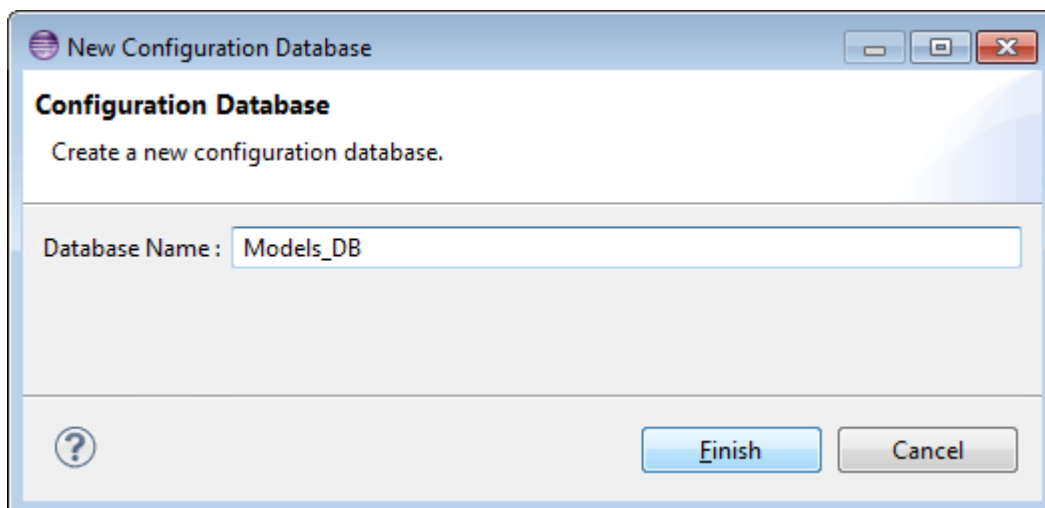 New Configuration Database
Configuration Database
Create a new configuration database.
Database Name : Models_DB
?
Finish
Cancel